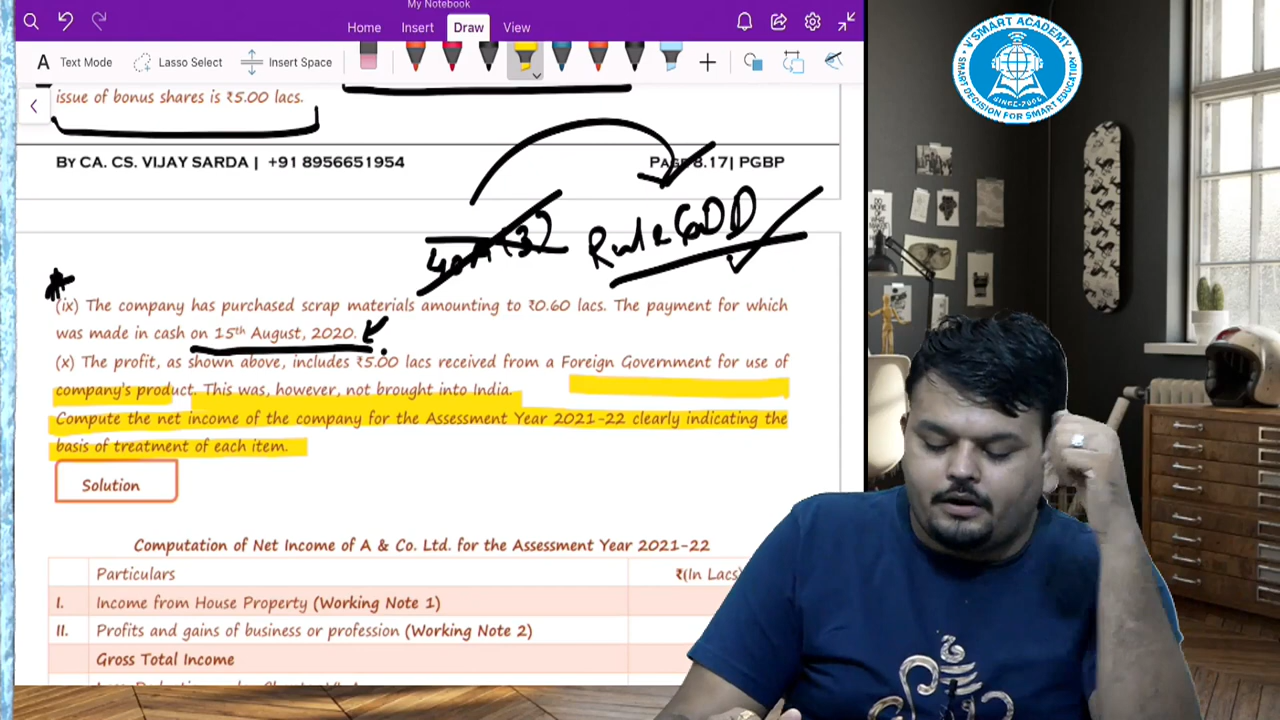 My Notebook
Home Insert Draw View
A Text Mode Lasso Select Insert Space
issue of bonus shares is ₹5.00 lacs.
BY CA. CS. VIJAY SARDA | +91 8956651954 PAGE 8.17| PGBP
40A(3) Rule 6DD
(ix) The company has purchased scrap materials amounting to ₹0.60 lacs. The payment for which
was made in cash on 15th August, 2020.
(x) The profit, as shown above, includes ₹5.00 lacs received from a Foreign Government for use of
company's product. This was, however, not brought into India.
Compute the net income of the company for the Assessment Year 2021-22 clearly indicating the
basis of treatment of each item.
Solution
Computation of Net Income of A & Co. Ltd. for the Assessment Year 2021-22
Particulars ₹(In Lacs)
I. Income from House Property (Working Note 1)
II. Profits and gains of business or profession (Working Note 2)
Gross Total Income
V'SMART ACADEMY
SINCE-2006
SMART DECISION FOR SMART EDUCATION